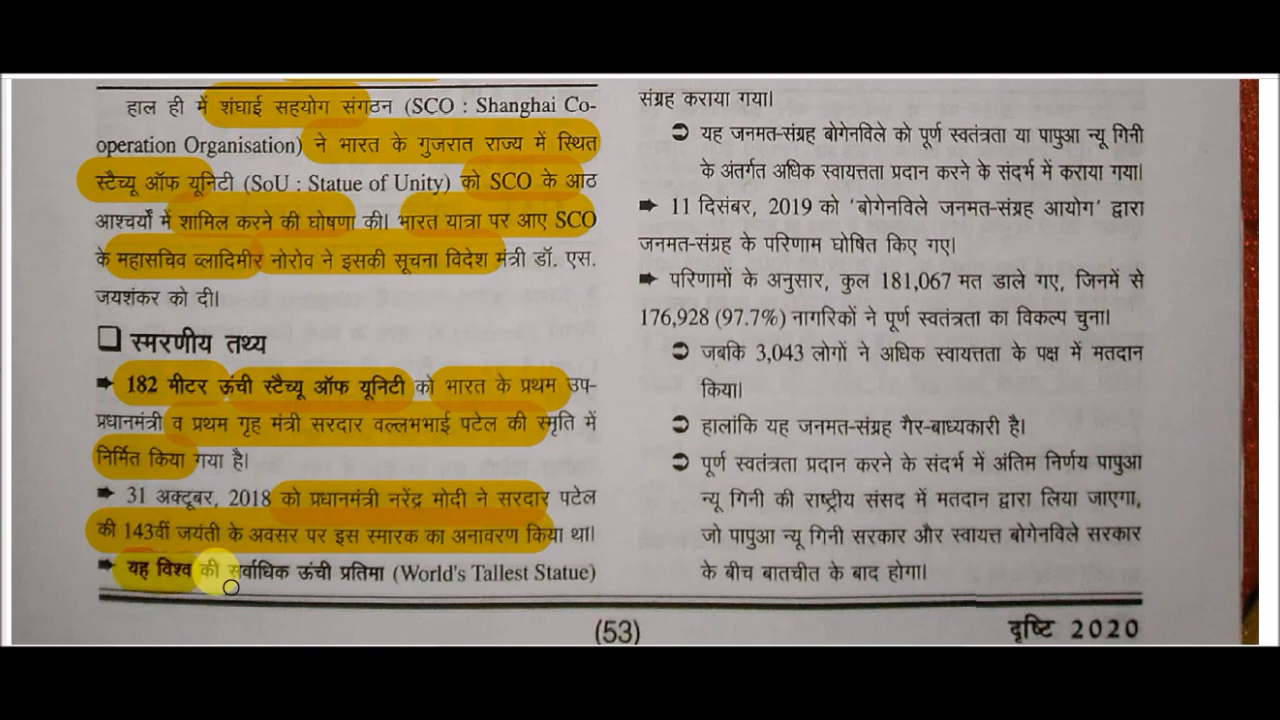 हाल ही में शंघाई सहयोग संगठन (SCO : Shanghai Co-
operation Organisation) ने भारत के गुजरात राज्य में स्थित
स्टैच्यू ऑफ यूनिटी (SoU : Statue of Unity) को SCO के आठ
आश्चर्यों में शामिल करने की घोषणा की। भारत यात्रा पर आए SCO
के महासचिव व्लादिमीर नोरोव ने इसकी सूचना विदेश मंत्री डॉ. एस.
जयशंकर को दी।
❑ स्मरणीय तथ्य
➨ 182 मीटर ऊंची स्टैच्यू ऑफ यूनिटी को भारत के प्रथम उप-
प्रधानमंत्री व प्रथम गृह मंत्री सरदार वल्लभभाई पटेल की स्मृति में
निर्मित किया गया है।
➨ 31 अक्टूबर, 2018 को प्रधानमंत्री नरेंद्र मोदी ने सरदार पटेल
की 143वीं जयंती के अवसर पर इस स्मारक का अनावरण किया था।
➨ यह विश्व की सर्वाधिक ऊंची प्रतिमा (World's Tallest Statue)
संग्रह कराया गया।
➲ यह जनमत-संग्रह बोगेनविले को पूर्ण स्वतंत्रता या पापुआ न्यू गिनी
के अंतर्गत अधिक स्वायत्तता प्रदान करने के संदर्भ में कराया गया।
➨ 11 दिसंबर, 2019 को 'बोगेनविले जनमत-संग्रह आयोग' द्वारा
जनमत-संग्रह के परिणाम घोषित किए गए।
➨ परिणामों के अनुसार, कुल 181,067 मत डाले गए, जिनमें से
176,928 (97.7%) नागरिकों ने पूर्ण स्वतंत्रता का विकल्प चुना।
➲ जबकि 3,043 लोगों ने अधिक स्वायत्तता के पक्ष में मतदान
किया।
➲ हालांकि यह जनमत-संग्रह गैर-बाध्यकारी है।
➲ पूर्ण स्वतंत्रता प्रदान करने के संदर्भ में अंतिम निर्णय पापुआ
न्यू गिनी की राष्ट्रीय संसद में मतदान द्वारा लिया जाएगा,
जो पापुआ न्यू गिनी सरकार और स्वायत्त बोगेनविले सरकार
के बीच बातचीत के बाद होगा।
(53)
दृष्टि 2020